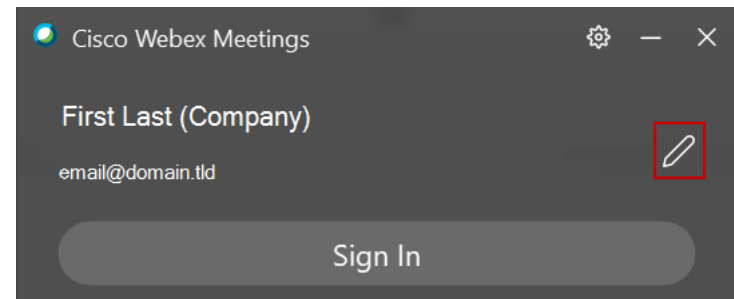 Cisco Webex Meetings
First Last (Company)
email@domain.tld
Sign In